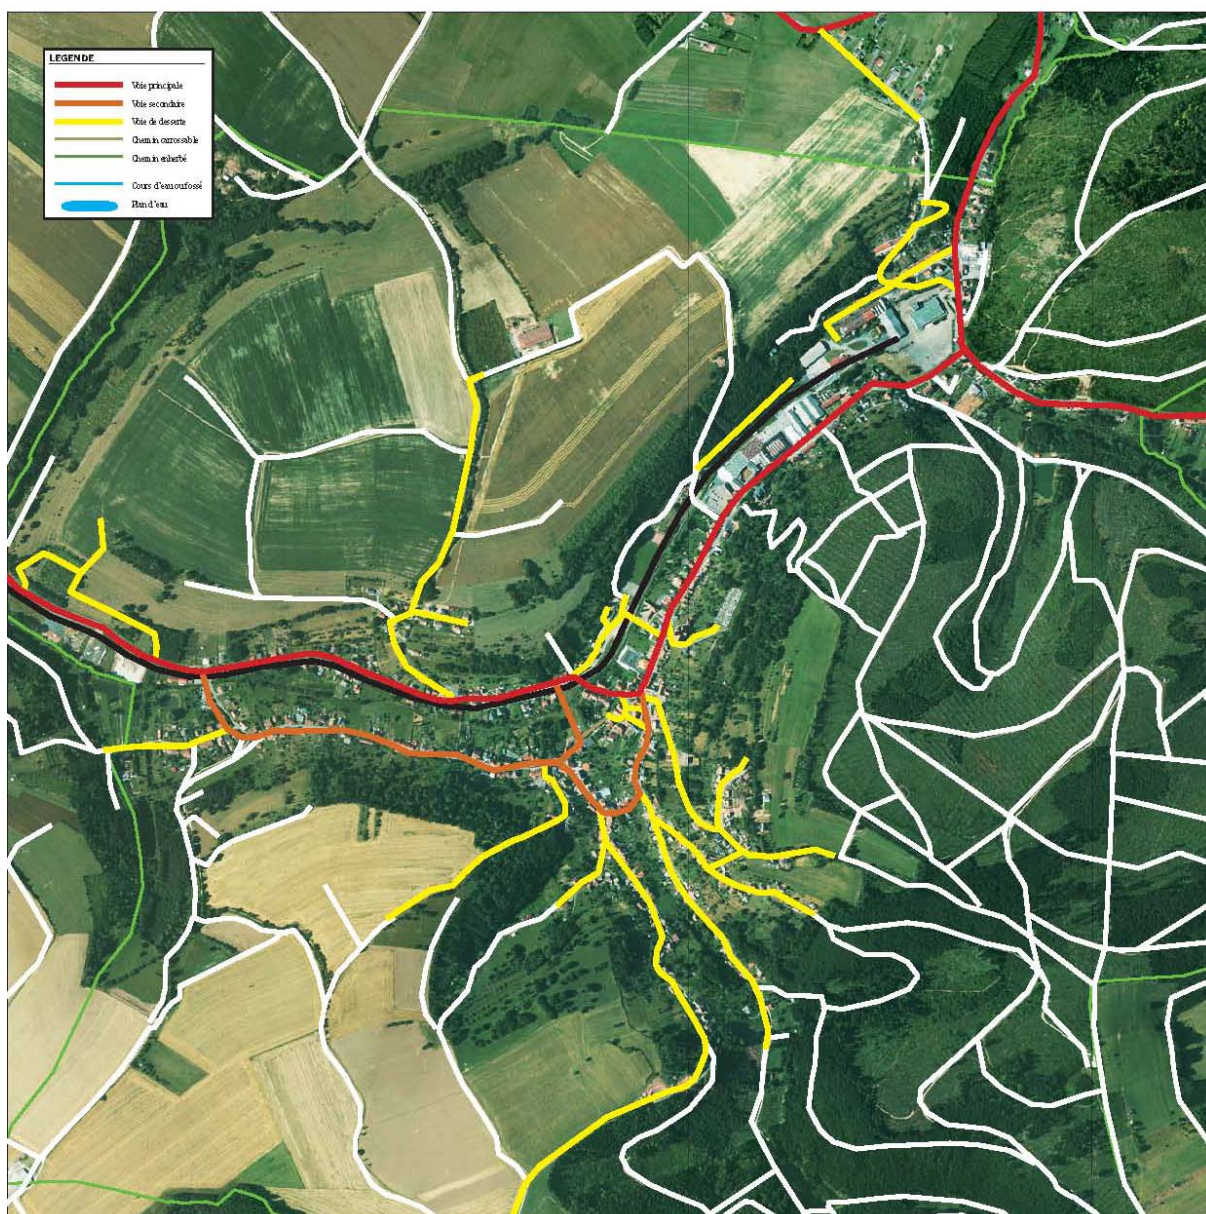 LEGENDE
Voie principale
Voie secondaire
Voie de desserte
Chemin carrossable
Chemin enherbé
Cours d'eau ou fossé
Plan d'eau